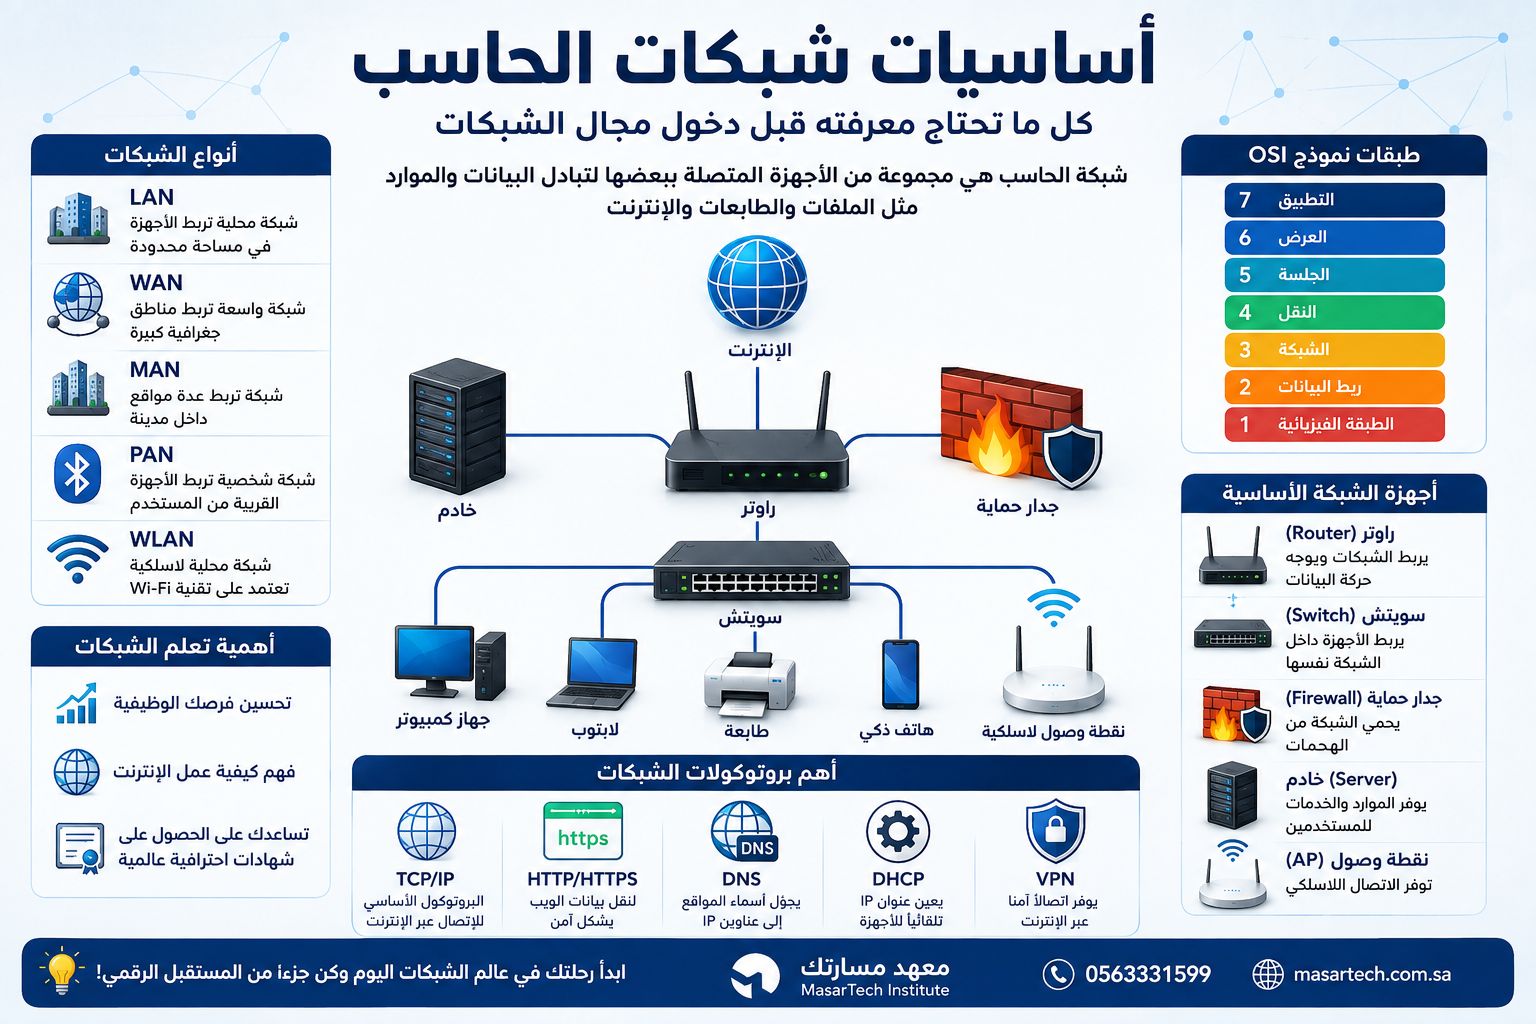 أساسيات شبكات الحاسب
كل ما تحتاج معرفته قبل دخول مجال الشبكات
شبكة الحاسب هي مجموعة من الأجهزة المتصلة ببعضها لتبادل البيانات والموارد
مثل الملفات والطابعات والإنترنت
طبقات نموذج OSI
7 التطبيق
6 العرض
5 الجلسة
4 النقل
3 الشبكة
2 ربط البيانات
1 الطبقة الفيزيائية
أجهزة الشبكة الأساسية
راوتر (Router)
يربط الشبكات ويوجه
حركة البيانات
سويتش (Switch)
يربط الأجهزة داخل
الشبكة نفسها
جدار حماية (Firewall)
يحمي الشبكة من
الهحمات
(Server) خادم
يوفر الموارد والخدمات
للمستخدمين
نقطة وصول (AP)
توفر الاتصال اللاسلكي
الإنترنت
جدار حماية
راوتر
خادم
سويتش
نقطة وصول لاسلكية
هاتف ذكي
طابعة
لابتوب
جهاز كمبيوتر
أنواع الشبكات
LAN
شبكة محلية تربط الأجهزة
في مساحة محدودة
WAN
شبكة واسعة تربط مناطق
جغرافية كبيرة
MAN
شبكة تربط عدة مواقع
داخل مدينة
PAN
شبكة شخصية تربط الأجهزة
القريبة من المستخدم
WLAN
شبكة محلية لاسلكية
تعتمد على تقنية Wi-Fi
أهمية تعلم الشبكات
تحسين فرصك الوظيفية
فهم كيفية عمل الإنترنت
تساعدك على الحصول على
شهادات احترافية عالمية
أهم بروتوكولات الشبكات
VPN
يوفر اتصالاً آمنا
عبر الإنترنت
DHCP
يعين عنوان IP
تلقائياً للأجهزة
DNS
DNS
يحوّل أسماء المواقع
إلى عناوين IP
https
HTTP/HTTPS
لنقل بيانات الويب
بشكل آمن
TCP/IP
البروتوكول الأساسي
للإتصال عبر الإنترنت
masartech.com.sa
0563331599
معهد مسارتك
MasarTech Institute
ابدأ رحلتك في عالم الشبكات اليوم وكن جزءا من المستقبل الرقمي!